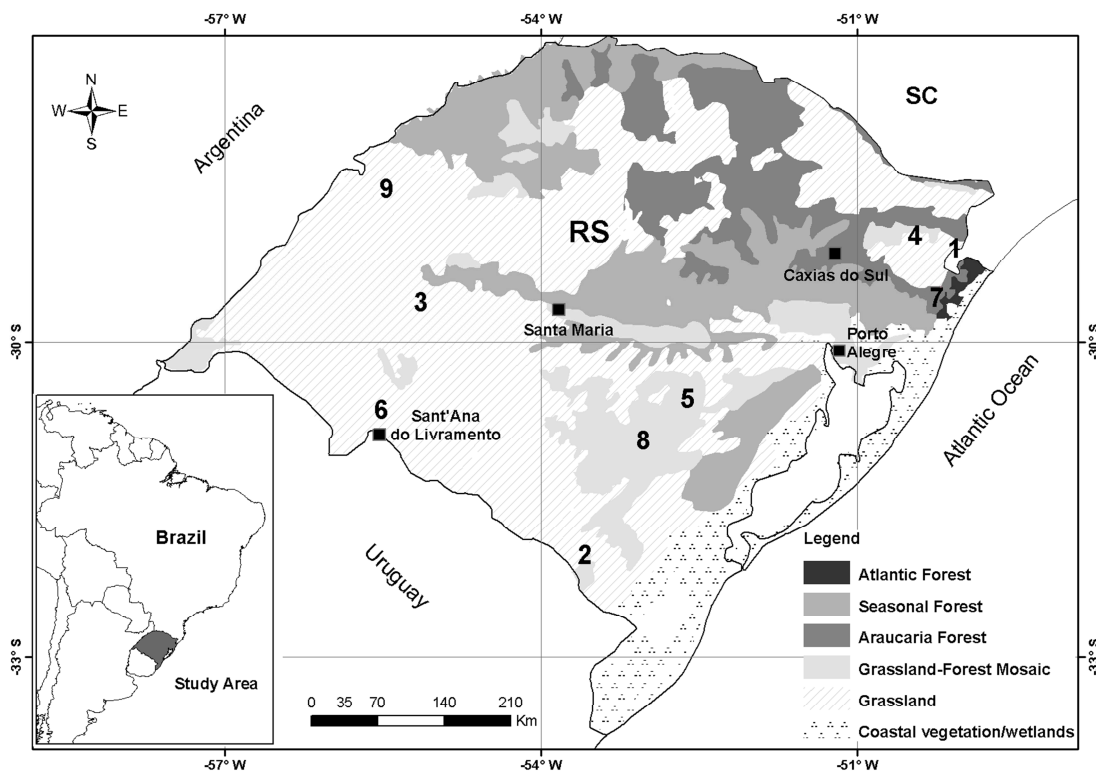 -57° W
-54° W
-51° W
N
W E
S
SC
Argentina
9
RS
4
1
Caxias do Sul
7
3
Santa Maria
-30° S
Porto
Alegre
-30° S
5
6
Sant'Ana
do Livramento
8
Atlantic Ocean
Brazil
2
Uruguay
Study Area
Legend
Atlantic Forest
Seasonal Forest
Araucaria Forest
Grassland-Forest Mosaic
Grassland
Coastal vegetation/wetlands
-33° S
-33° S
0 35 70 140 210
Km
-57° W
-54° W
-51° W